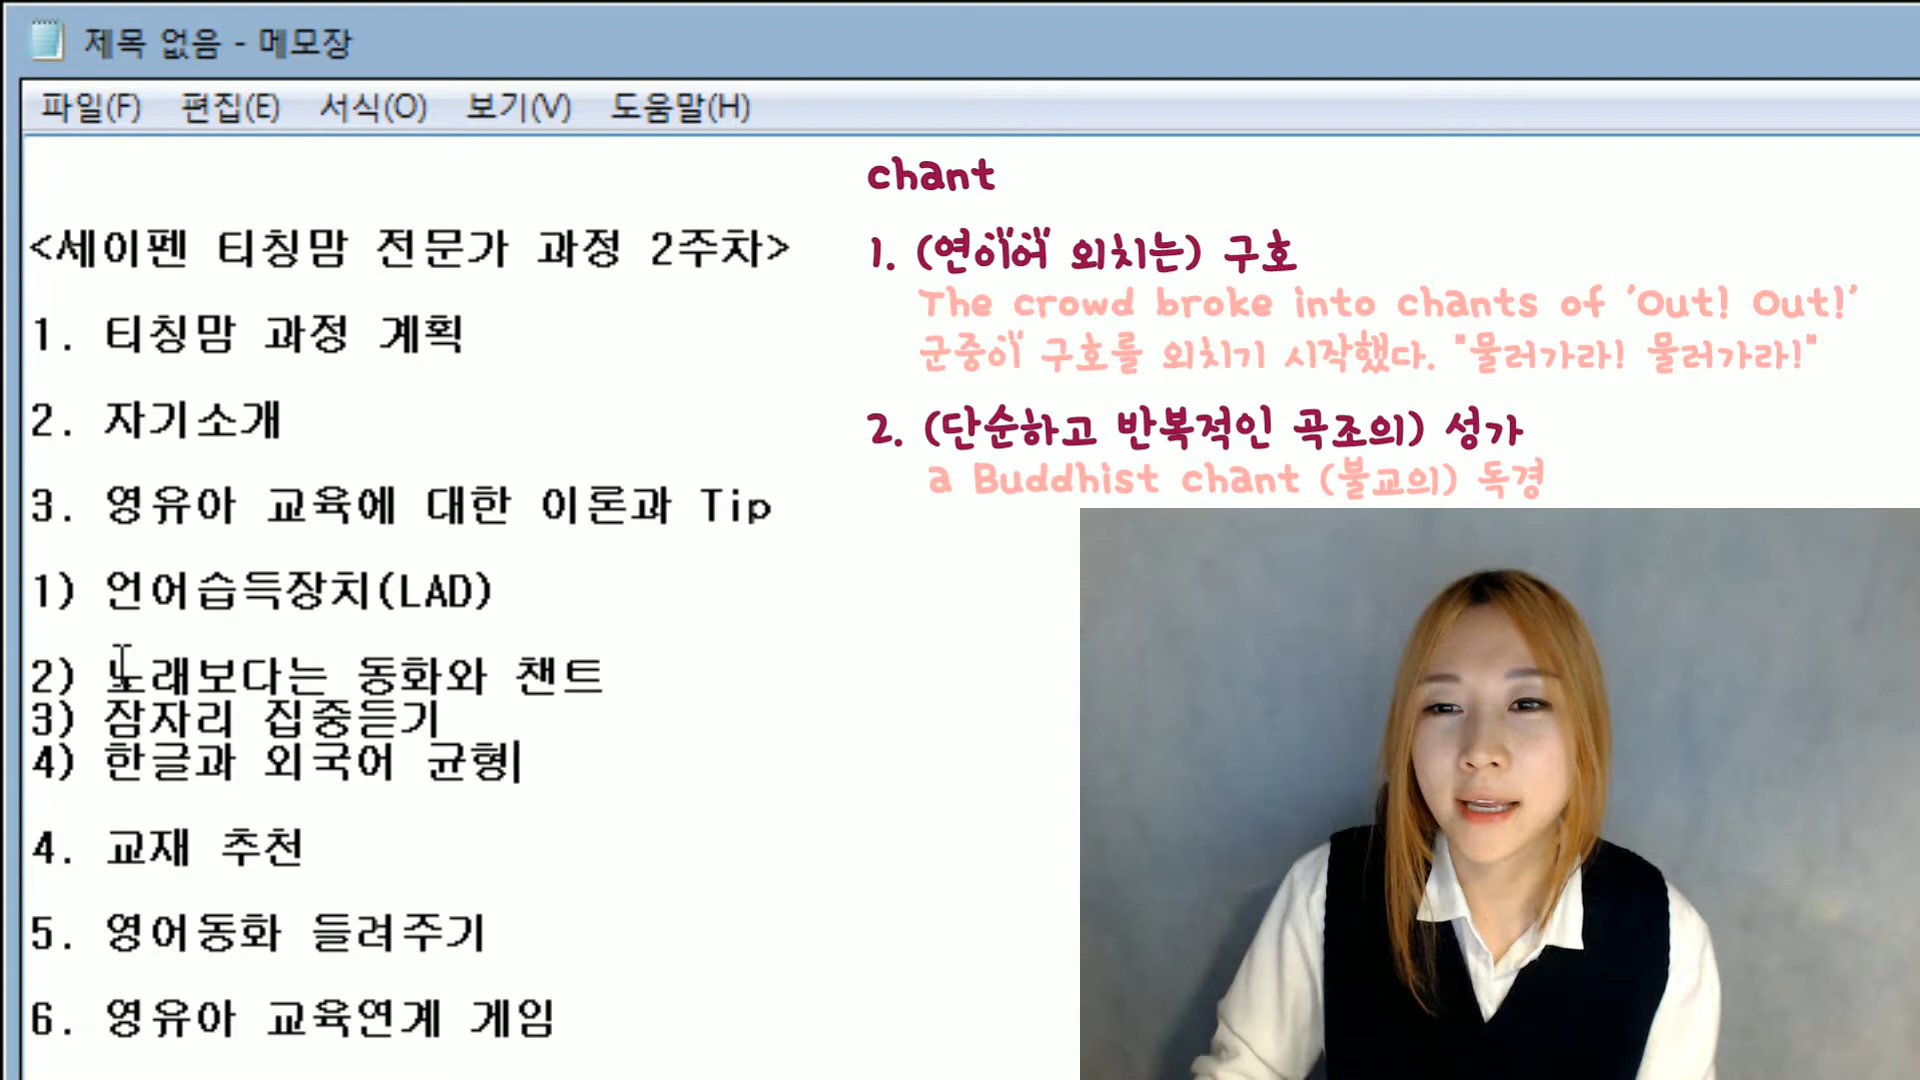 제목 없음 - 메모장
파일(F) 편집(E) 서식(O) 보기(V) 도움말(H)
<세이펜 티칭맘 전문가 과정 2주차>
1. 티칭맘 과정 계획
2. 자기소개
3. 영유아 교육에 대한 이론과 Tip
1) 언어습득장치(LAD)
2) 노래보다는 동화와 챈트
3) 잠자리 집중듣기
4) 한글과 외국어 균형
4. 교재 추천
5. 영어동화 들려주기
6. 영유아 교육연계 게임
chant
1. (연이어 외치는) 구호
The crowd broke into chants of 'Out! Out!'
군중이 구호를 외치기 시작했다. "물러가라! 물러가라!"
2. (단순하고 반복적인 곡조의) 성가
a Buddhist chant (불교의) 독경